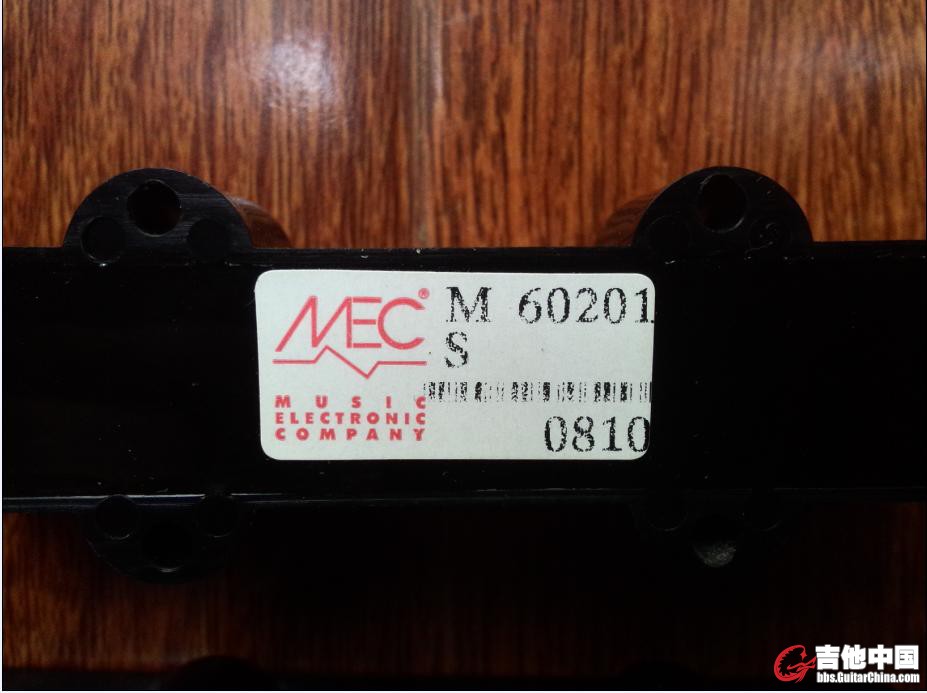 MEC®
M 60201
S
MUSIC
ELECTRONIC
COMPANY
0810
吉他中国
bbs.GuitarChina.com